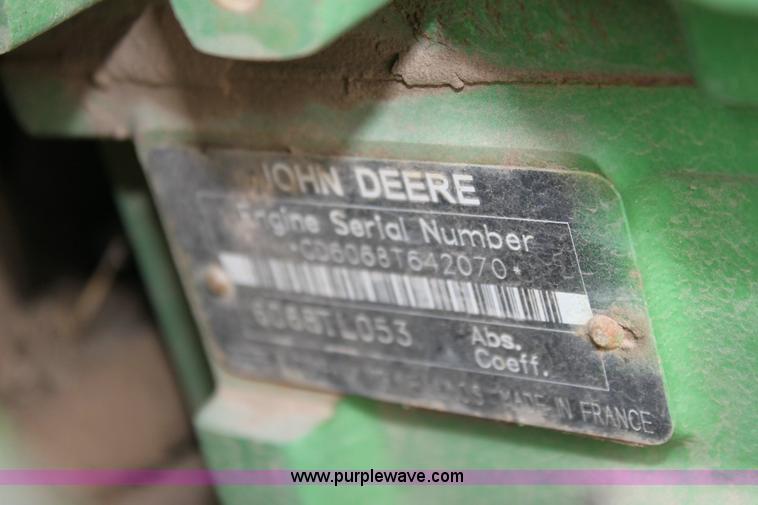 JOHN DEERE
Engine Serial Number
*CD6068T642070*
6068TL053
Abs.
Coeff.
MADE IN FRANCE
www.purplewave.com